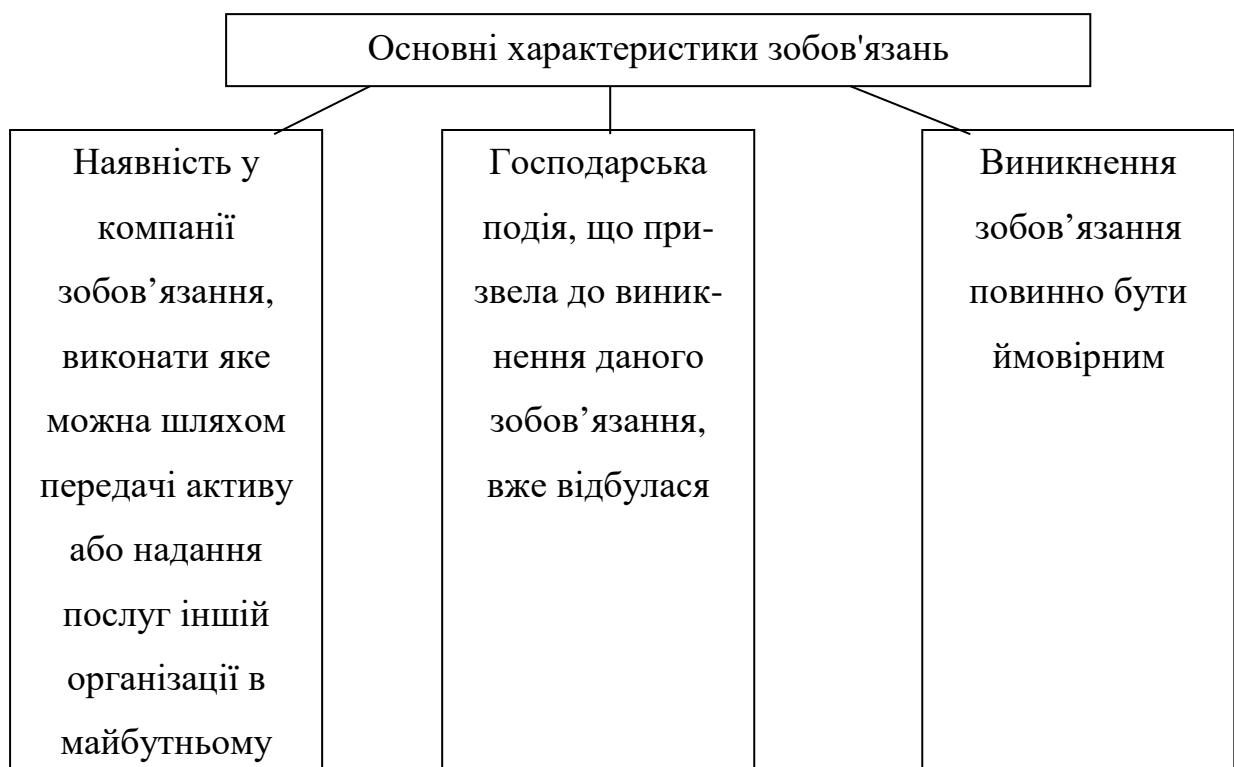 Основні характеристики зобов'язань
Наявність у
компанії
зобов’язання,
виконати яке
можна шляхом
передачі активу
або надання
послуг іншій
організації в
майбутньому
Господарська
подія, що при-
звела до виник-
нення даного
зобов’язання,
вже відбулася
Виникнення
зобов’язання
повинно бути
ймовірним